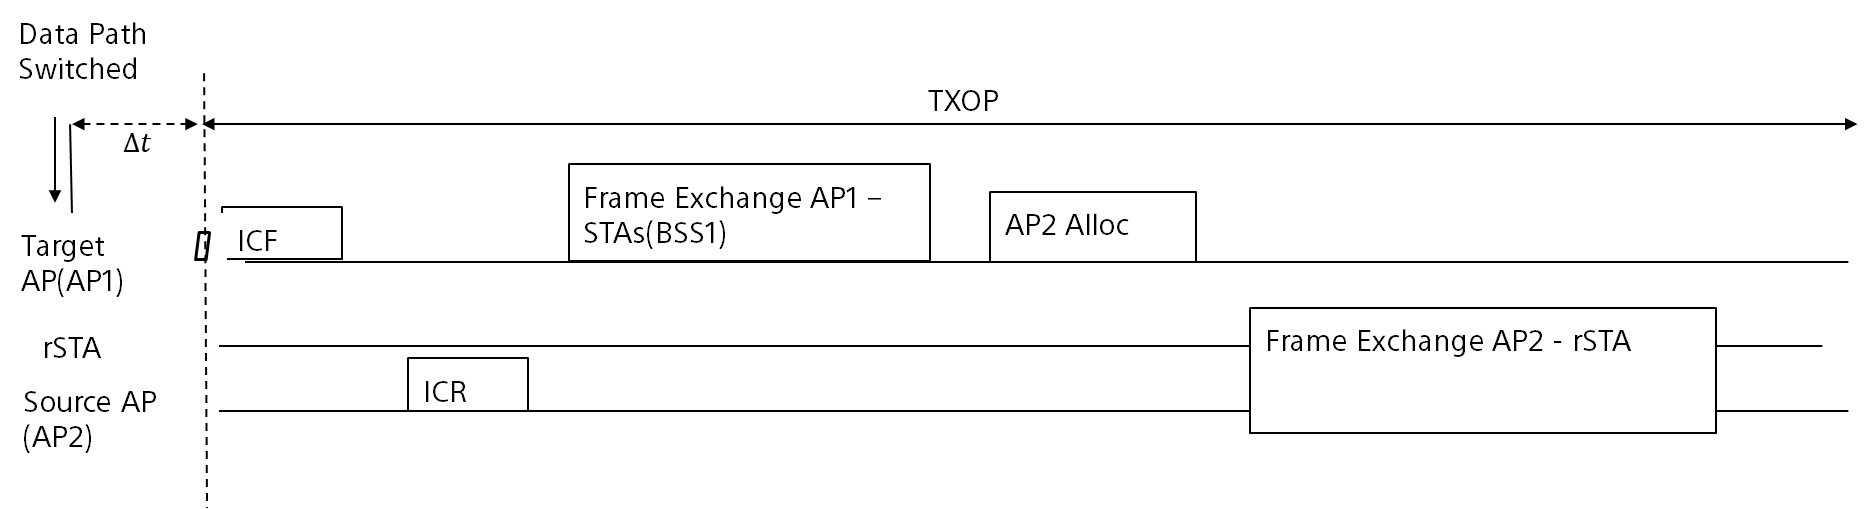 Data Path
Switched
TXOP
Δt
Frame Exchange AP1 –
STAs(BSS1)
AP2 Alloc
ICF
Target
AP(AP1)
rSTA
Frame Exchange AP2 - rSTA
ICR
Source AP
(AP2)